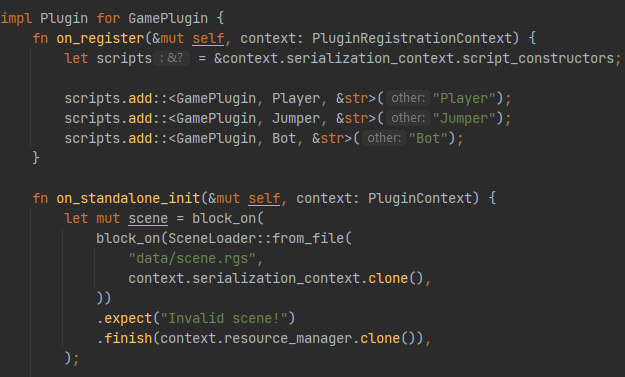 impl Plugin for GamePlugin {
    fn on_register(&mut self, context: PluginRegistrationContext) {
        let scripts : &? = &context.serialization_context.script_constructors;

        scripts.add::<GamePlugin, Player, &str>( other: "Player");
        scripts.add::<GamePlugin, Jumper, &str>( other: "Jumper");
        scripts.add::<GamePlugin, Bot, &str>( other: "Bot");
    }

    fn on_standalone_init(&mut self, context: PluginContext) {
        let mut scene = block_on(
            block_on(SceneLoader::from_file(
                "data/scene.rgs",
                context.serialization_context.clone(),
            ))
            .expect("Invalid scene!")
            .finish(context.resource_manager.clone()),
        );